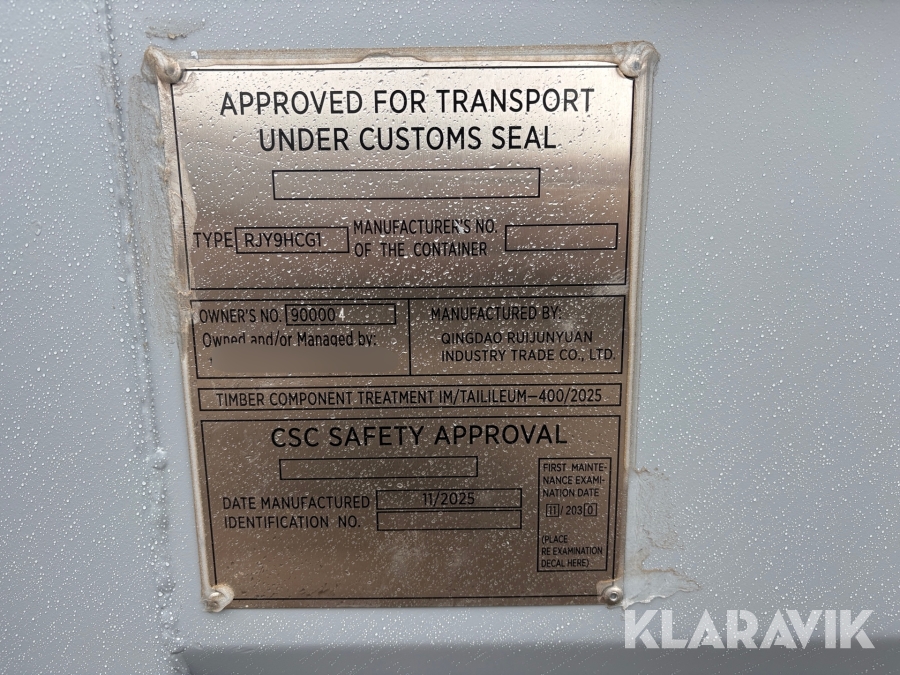 APPROVED FOR TRANSPORT
UNDER CUSTOMS SEAL
TYPE RJY9HCG1
MANUFACTURER'S NO.
OF THE CONTAINER
OWNER'S NO. 900004
Owned and/or Managed by:
MANUFACTURED BY:
QINGDAO RUIJUNYUAN
INDUSTRY TRADE CO., LTD.
TIMBER COMPONENT TREATMENT IM/TAILILEUM-400/2025
CSC SAFETY APPROVAL
DATE MANUFACTURED 11/2025
IDENTIFICATION NO.
FIRST MAINTE-
NANCE EXAMI-
NATION DATE
11/2030
(PLACE
RE EXAMINATION
DECAL HERE)
KLARAVIK